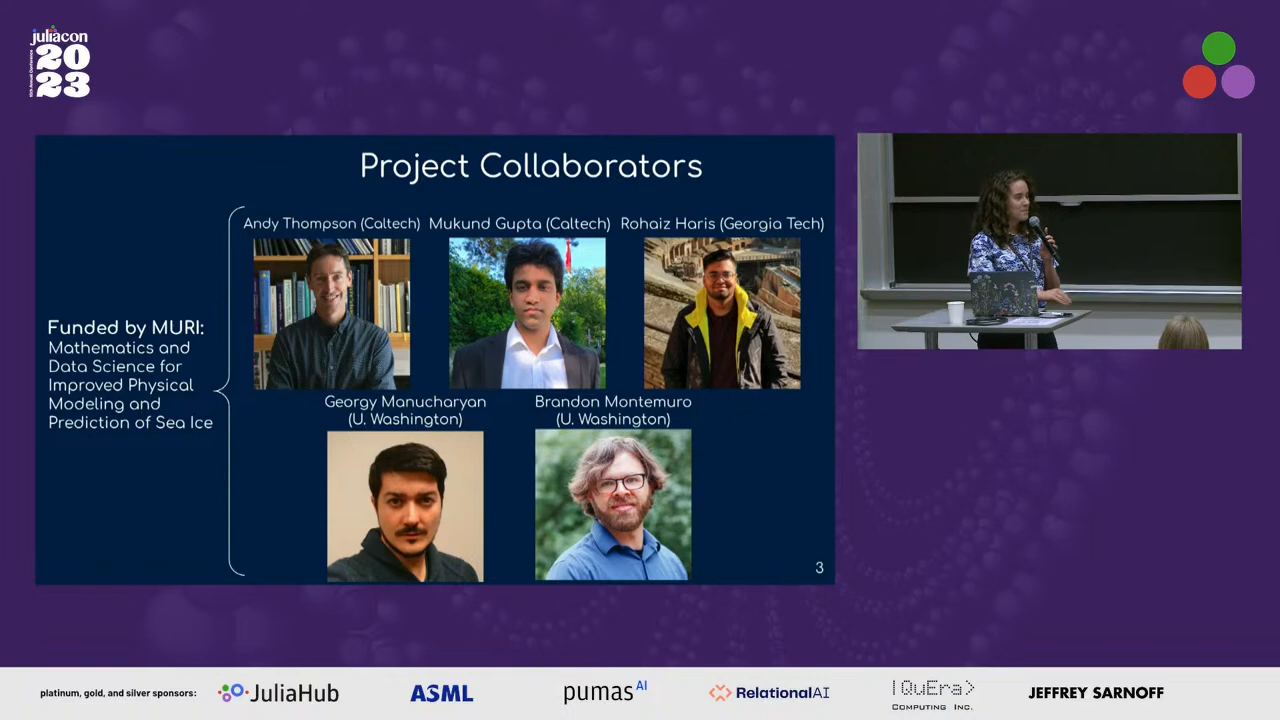 juliacon
20
23
Project Collaborators
Andy Thompson (Caltech)
Mukund Gupta (Caltech)
Rohaiz Haris (Georgia Tech)
Funded by MURI:
Mathematics and
Data Science for
Improved Physical
Modeling and
Prediction of Sea Ice
Georgy Manucharyan
(U. Washington)
Brandon Montemuro
(U. Washington)
3
platinum, gold, and silver sponsors:
JuliaHub
ASML
pumas AI
RelationalAI
|QuEra>
COMPUTING INC.
JEFFREY SARNOFF